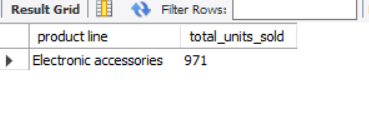 Result Grid Filter Rows:
product line total_units_sold
Electronic accessories 971